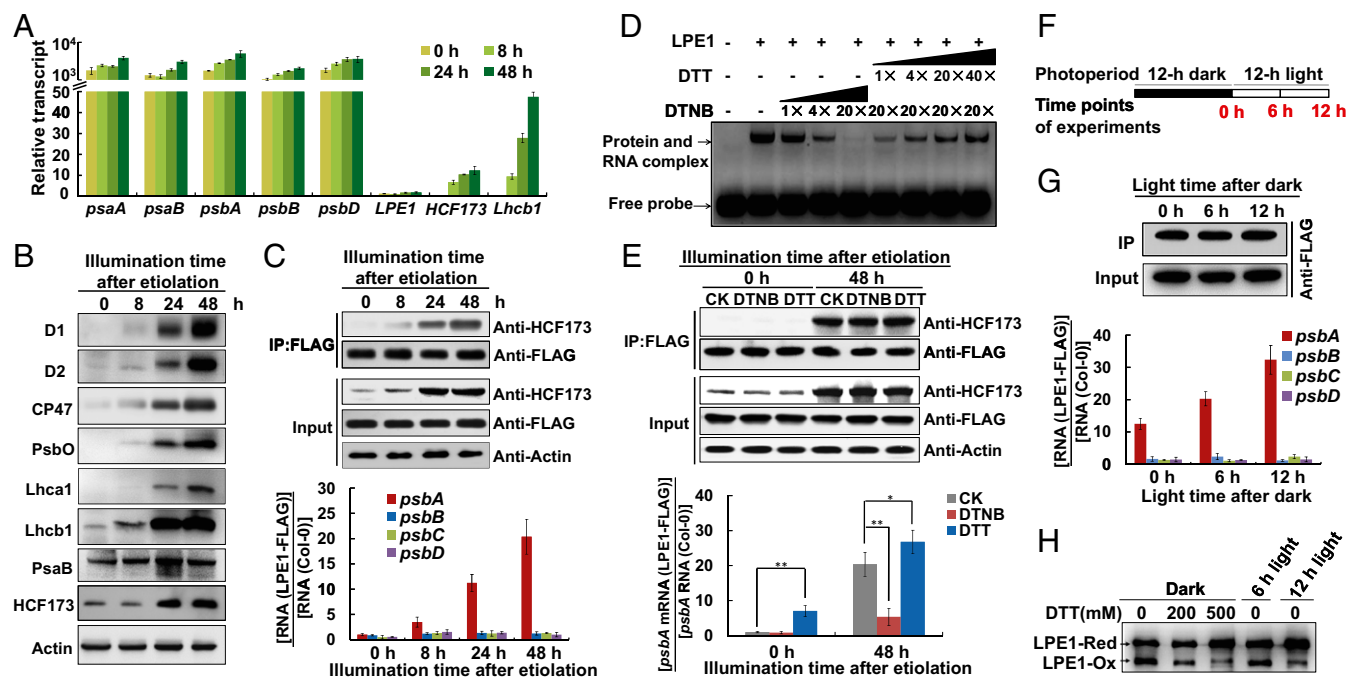 A
Relative transcript
10⁴
10³
50
40
30
20
10
0
0 h 8 h
24 h 48 h
psaA psaB psbA psbB psbD LPE1 HCF173 Lhcb1
B
Illumination time
after etiolation
0 8 24 48 h
D1
D2
CP47
PsbO
Lhca1
Lhcb1
PsaB
HCF173
Actin
C
Illumination time
after etiolation
0 8 24 48 h
IP:FLAG
Anti-HCF173
Anti-FLAG
Input
Anti-HCF173
Anti-FLAG
Anti-Actin
[RNA (LPE1-FLAG)]
[RNA (Col-0)]
30
25
20
15
10
5
0
psbA
psbB
psbC
psbD
0 h 8 h 24 h 48 h
Illumination time after etiolation
D
LPE1 - + + + + + + + +
DTT 1× 4× 20× 40×
DTNB - - 1× 4× 20× 20× 20× 20× 20×
Protein and
RNA complex
Free probe
E
Illumination time after etiolation
0 h 48 h
CK DTNB DTT CK DTNB DTT
IP:FLAG
Anti-HCF173
Anti-FLAG
Input
Anti-HCF173
Anti-FLAG
Anti-Actin
[psbA mRNA (LPE1-FLAG)]
[psbA RNA (Col-0)]
40
30
20
10
0
CK
DTNB
DTT
**
**
*
0 h 48 h
Illumination time after etiolation
F
Photoperiod 12-h dark 12-h light
Time points
of experiments
0 h 6 h 12 h
G
Light time after dark
0 h 6 h 12 h
IP
Input
Anti-FLAG
[RNA (LPE1-FLAG)]
[RNA (Col-0)]
40
30
20
10
0
psbA
psbB
psbC
psbD
0 h 6 h 12 h
Light time after dark
H
Dark
6 h light
12 h light
DTT(mM) 0 200 500 0 0
LPE1-Red
LPE1-Ox